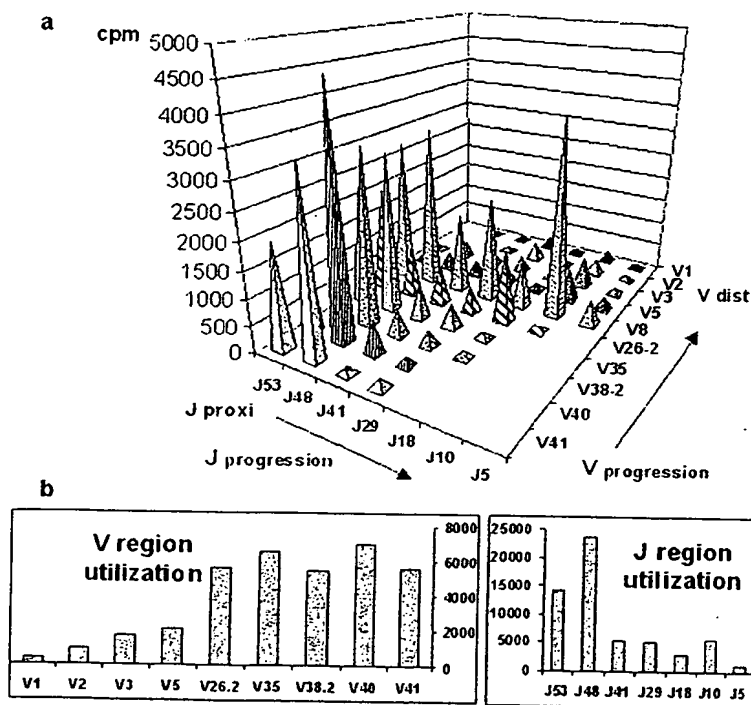 a
cpm
5000
4500
4000
3500
3000
2500
2000
1500
1000
500
0
J53
J48
J41
J29
J18
J10
J5
J proxi
J progression
V1
V2
V3
V5
V8
V26-2
V35
V38-2
V40
V41
V dist
V progression
b
V region
utilization
8000
6000
4000
2000
0
V1 V2 V3 V5 V26.2 V35 V38.2 V40 V41
J region
utilization
25000
20000
15000
10000
5000
0
J53 J48 J41 J29 J18 J10 J5